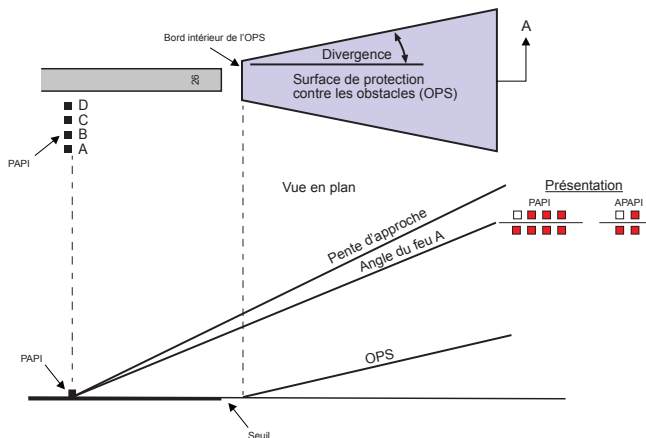 Bord intérieur de l'OPS
A
Divergence
Surface de protection
contre les obstacles (OPS)
26
D
C
B
A
PAPI
Vue en plan
Présentation
PAPI
APAPI
Pente d'approche
Angle du feu A
OPS
PAPI
Seuil